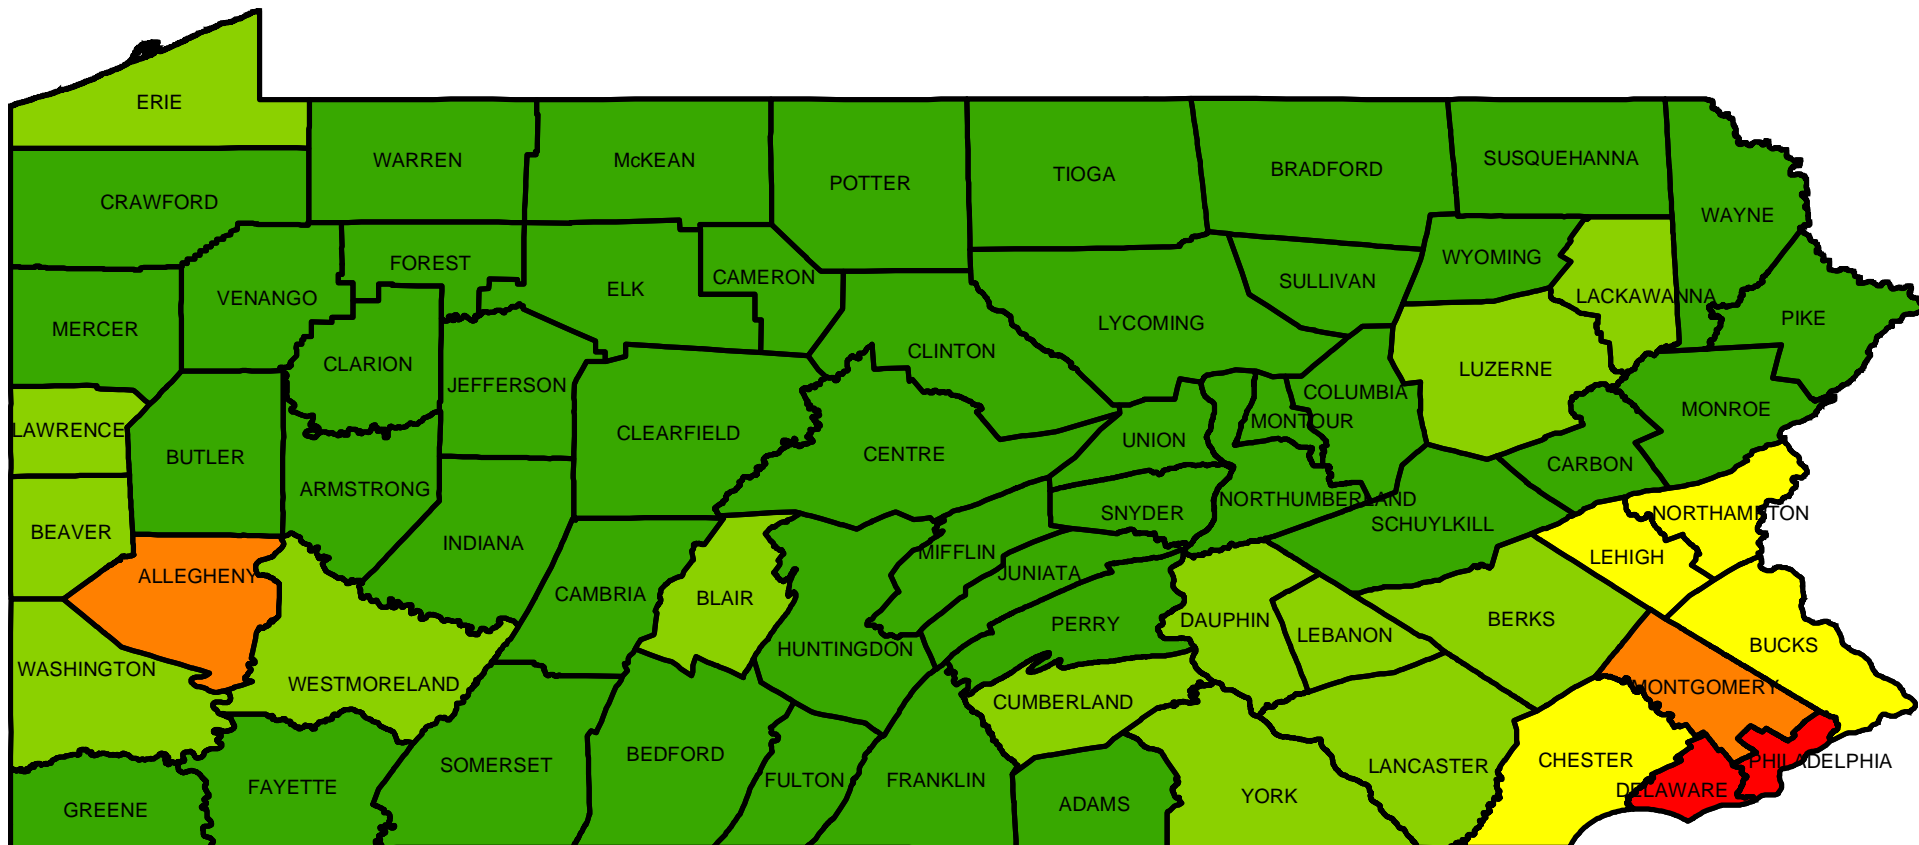 ERIE
WARREN
McKEAN
SUSQUEHANNA
BRADFORD
TIOGA
POTTER
CRAWFORD
WAYNE
WYOMING
FOREST
CAMERON
SULLIVAN
ELK
VENANGO
LACKAWANNA
PIKE
LYCOMING
MERCER
CLINTON
CLARION
LUZERNE
JEFFERSON
COLUMBIA
MONROE
MONTOUR
LAWRENCE
CLEARFIELD
UNION
CENTRE
BUTLER
CARBON
ARMSTRONG
NORTHUMBERLAND
SNYDER
NORTHAMPTON
SCHUYLKILL
BEAVER
INDIANA
MIFFLIN
LEHIGH
JUNIATA
ALLEGHENY
CAMBRIA
BLAIR
DAUPHIN
BERKS
PERRY
LEBANON
BUCKS
HUNTINGDON
WASHINGTON
WESTMORELAND
MONTGOMERY
CUMBERLAND
BEDFORD
CHESTER
PHILADELPHIA
SOMERSET
LANCASTER
FULTON
FRANKLIN
FAYETTE
DELAWARE
YORK
ADAMS
GREENE